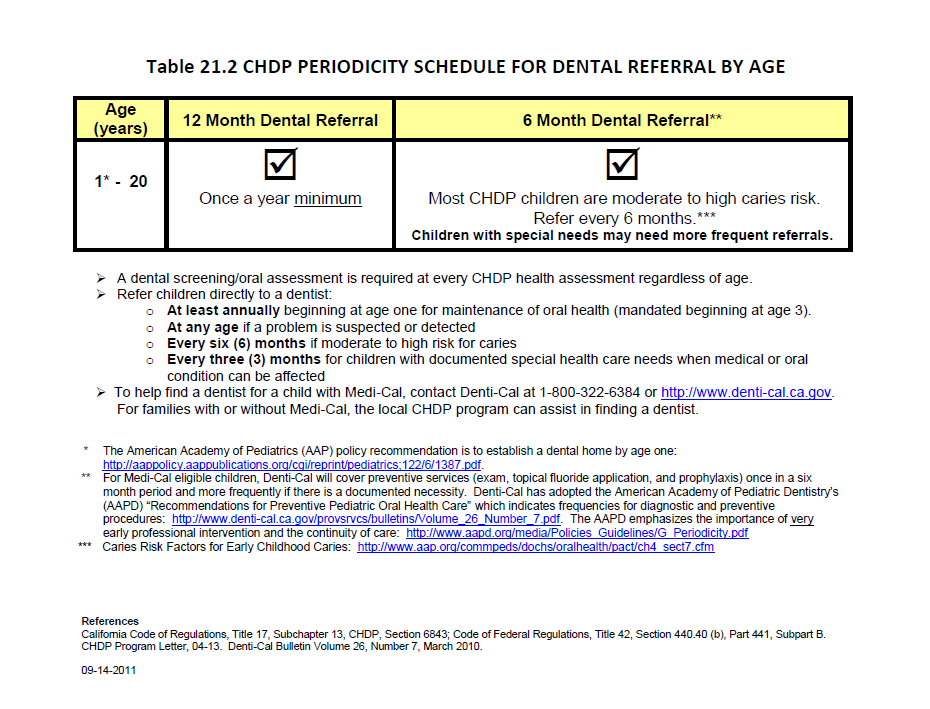 Table 21.2 CHDP PERIODICITY SCHEDULE FOR DENTAL REFERRAL BY AGE
Age
(years)
12 Month Dental Referral
6 Month Dental Referral**
1* - 20
Once a year minimum
Most CHDP children are moderate to high caries risk.
Refer every 6 months.***
Children with special needs may need more frequent referrals.
➢ A dental screening/oral assessment is required at every CHDP health assessment regardless of age.
➢ Refer children directly to a dentist:
o At least annually beginning at age one for maintenance of oral health (mandated beginning at age 3).
o At any age if a problem is suspected or detected
o Every six (6) months if moderate to high risk for caries
o Every three (3) months for children with documented special health care needs when medical or oral
condition can be affected
➢ To help find a dentist for a child with Medi-Cal, contact Denti-Cal at 1-800-322-6384 or http://www.denti-cal.ca.gov.
For families with or without Medi-Cal, the local CHDP program can assist in finding a dentist.
* The American Academy of Pediatrics (AAP) policy recommendation is to establish a dental home by age one:
http://aappolicy.aappublications.org/cgi/reprint/pediatrics;122/6/1387.pdf.
** For Medi-Cal eligible children, Denti-Cal will cover preventive services (exam, topical fluoride application, and prophylaxis) once in a six
month period and more frequently if there is a documented necessity. Denti-Cal has adopted the American Academy of Pediatric Dentistry's
(AAPD) “Recommendations for Preventive Pediatric Oral Health Care” which indicates frequencies for diagnostic and preventive
procedures: http://www.denti-cal.ca.gov/provsrvcs/bulletins/Volume_26_Number_7.pdf. The AAPD emphasizes the importance of very
early professional intervention and the continuity of care: http://www.aapd.org/media/Policies_Guidelines/G_Periodicity.pdf
*** Caries Risk Factors for Early Childhood Caries: http://www.aap.org/commpeds/dochs/oralhealth/pact/ch4_sect7.cfm
References
California Code of Regulations, Title 17, Subchapter 13, CHDP, Section 6843; Code of Federal Regulations, Title 42, Section 440.40 (b), Part 441, Subpart B.
CHDP Program Letter, 04-13. Denti-Cal Bulletin Volume 26, Number 7, March 2010.
09-14-2011